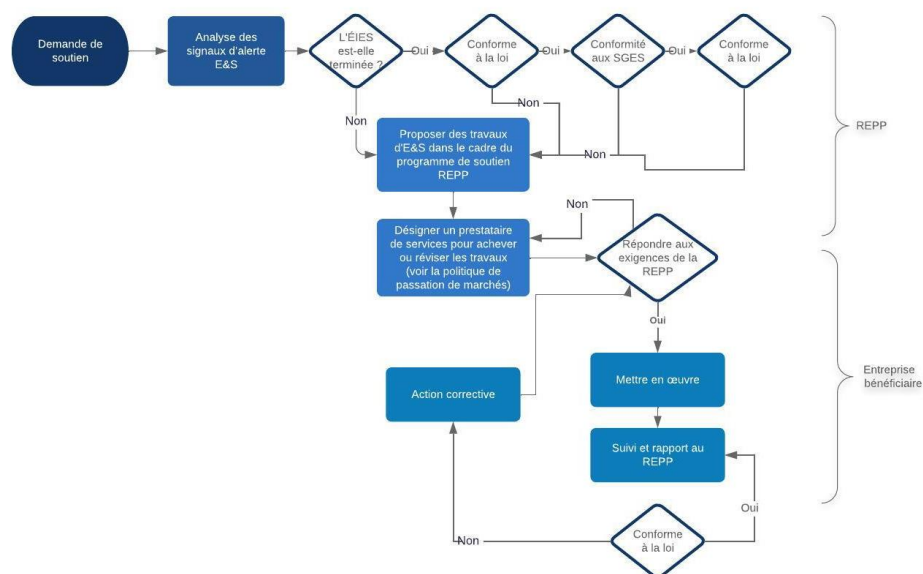 Demande de
soutien
Analyse des
signaux d'alerte
E&S
L'ÉIES
est-elle
terminée ?
Oui
Conforme
à la loi
Oui
Conformité
aux SGES
Oui
Conforme
à la loi
Non
Non
Non
Proposer des travaux
d'E&S dans le cadre du
programme de soutien
REPP
REPP
Désigner un prestataire
de services pour achever
ou réviser les travaux
(voir la politique de
passation de marchés)
Non
Répondre aux
exigences de la
REPP
Oui
Mettre en œuvre
Action corrective
Entreprise
bénéficiaire
Suivi et rapport au
REPP
Oui
Conforme
à la loi
Non